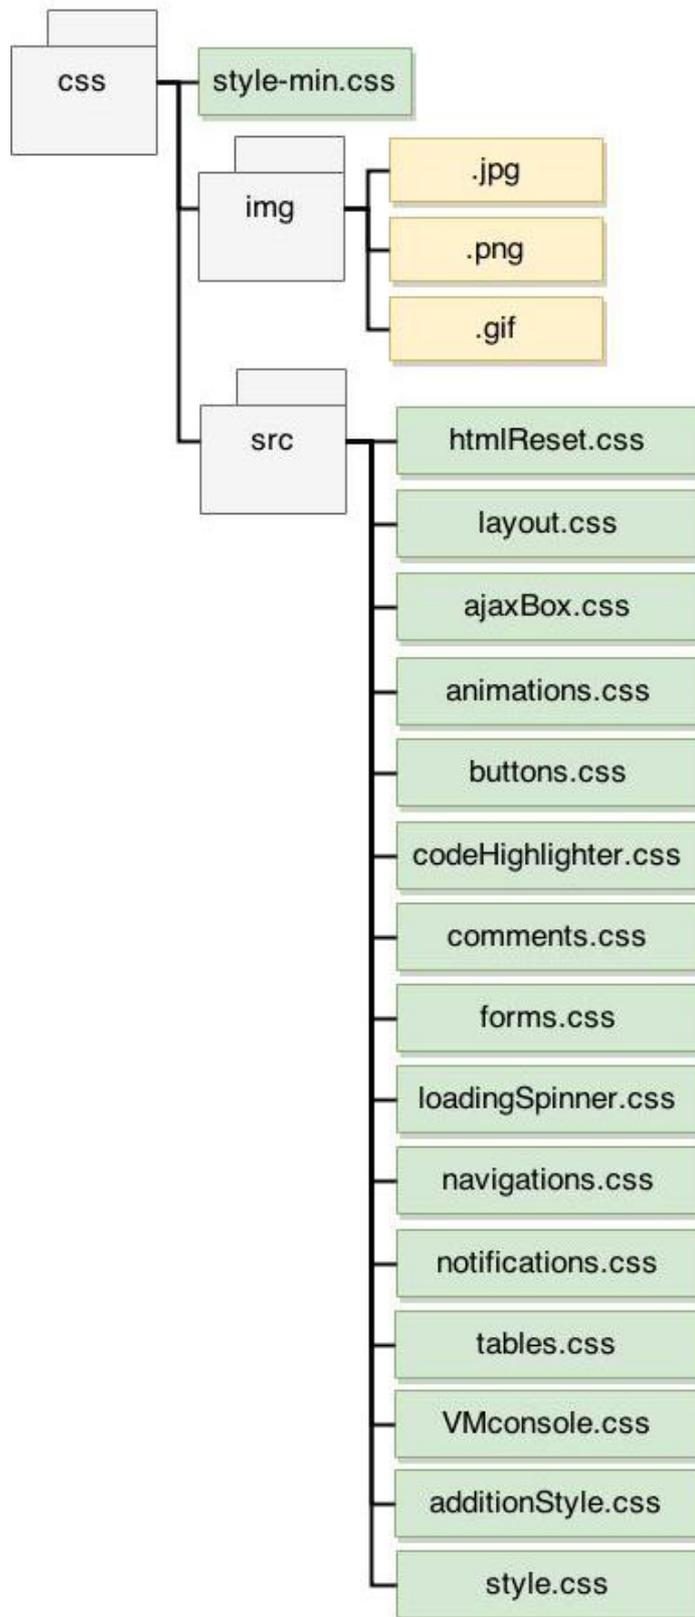 css
style-min.css
img
.jpg
.png
.gif
src
htmlReset.css
layout.css
ajaxBox.css
animations.css
buttons.css
codeHighlighter.css
comments.css
forms.css
loadingSpinner.css
navigations.css
notifications.css
tables.css
VMconsole.css
additionStyle.css
style.css